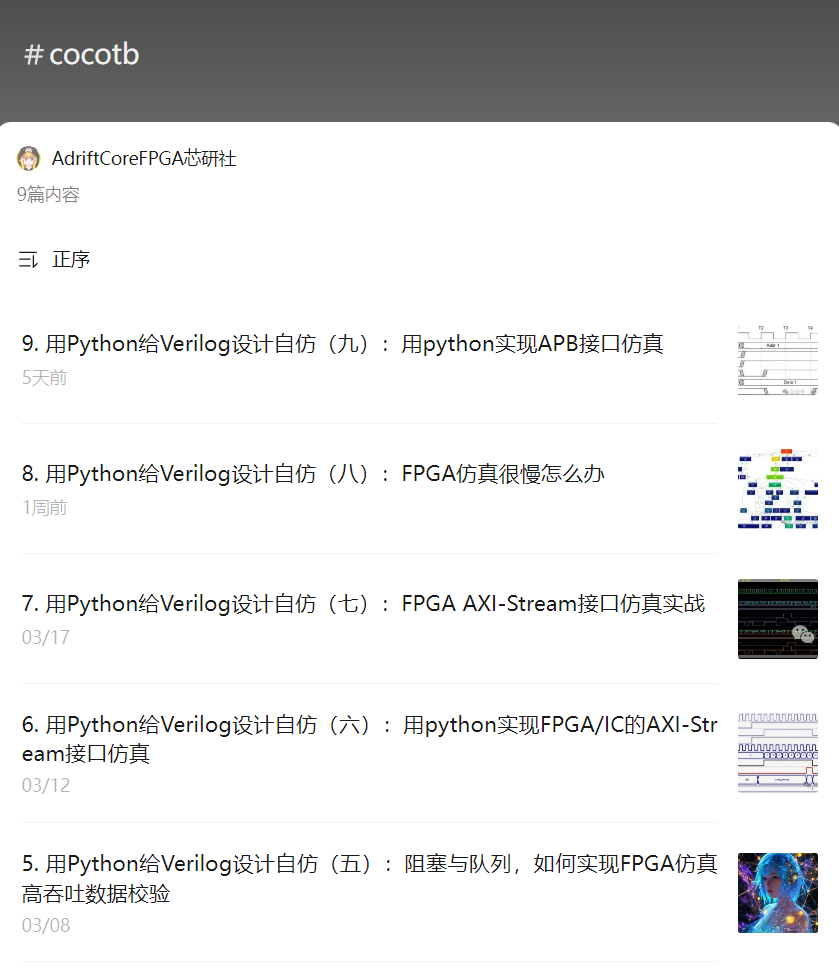 #cocotb
AdriftCoreFPGA芯研社
9篇内容
正序
9. 用Python给Verilog设计自仿（九）：用python实现APB接口仿真
5天前
8. 用Python给Verilog设计自仿（八）：FPGA仿真很慢怎么办
1周前
7. 用Python给Verilog设计自仿（七）：FPGA AXI-Stream接口仿真实战
03/17
6. 用Python给Verilog设计自仿（六）：用python实现FPGA/IC的AXI-Str
eam接口仿真
03/12
5. 用Python给Verilog设计自仿（五）：阻塞与队列，如何实现FPGA仿真
高吞吐数据校验
03/08
T2 T3 T4
Addr 1
Data 1